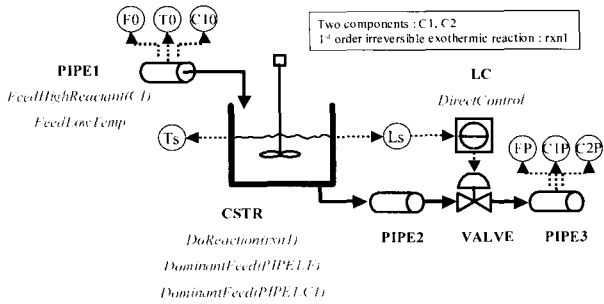 F0 T0 C10
Two components : C1, C2
1st order irreversible exothermic reaction : rxn1
PIPE1
FeedHighReactant(C1)
FeedLowTemp
LC
DirectControl
Ts
Ls
FP C1P C2P
CSTR
DoReaction(rxn1)
DominantFeed(PIPE1.F)
DominantFeed(PIPE1.C1)
PIPE2
VALVE
PIPE3